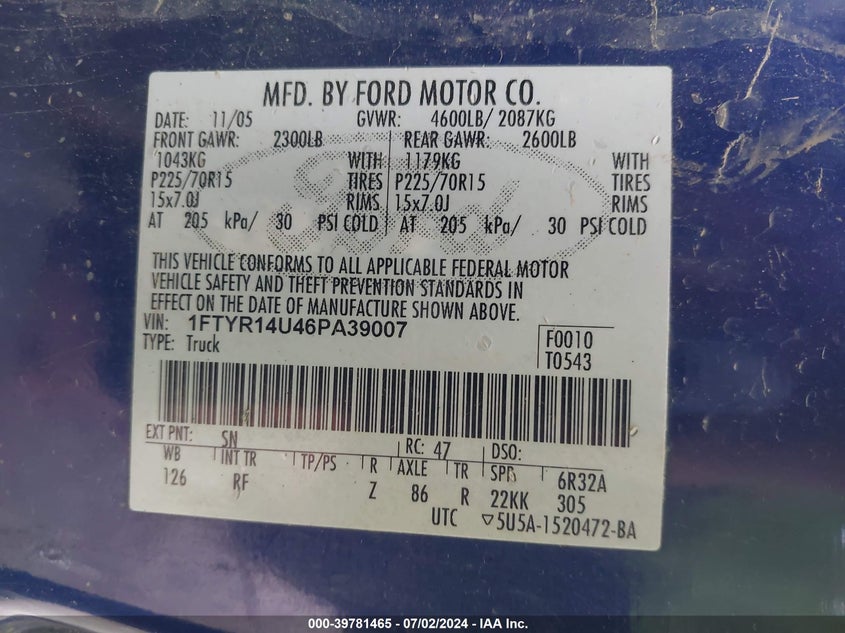 MFD. BY FORD MOTOR CO.
DATE: 11/05 GVWR: 4600LB/ 2087KG
FRONT GAWR: 2300LB REAR GAWR: 2600LB
1043KG WITH 1179KG WITH
P225/70R15 TIRES P225/70R15 TIRES
15x7.0J RIMS 15x7.0J RIMS
AT 205 kPa/ 30 PSI COLD AT 205 kPa/ 30 PSI COLD
Ford
THIS VEHICLE CONFORMS TO ALL APPLICABLE FEDERAL MOTOR
VEHICLE SAFETY AND THEFT PREVENTION STANDARDS IN
EFFECT ON THE DATE OF MANUFACTURE SHOWN ABOVE.
VIN: 1FTYR14U46PA39007 F0010
TYPE: Truck T0543
EXT PNT: SN RC: 47 DSO:
WB INT TR TP/PS R AXLE TR SPR 6R32A
126 RF Z 86 R 22KK 305
UTC ▽5U5A-1520472-BA
000-39781465 - 07/02/2024 - IAA Inc.